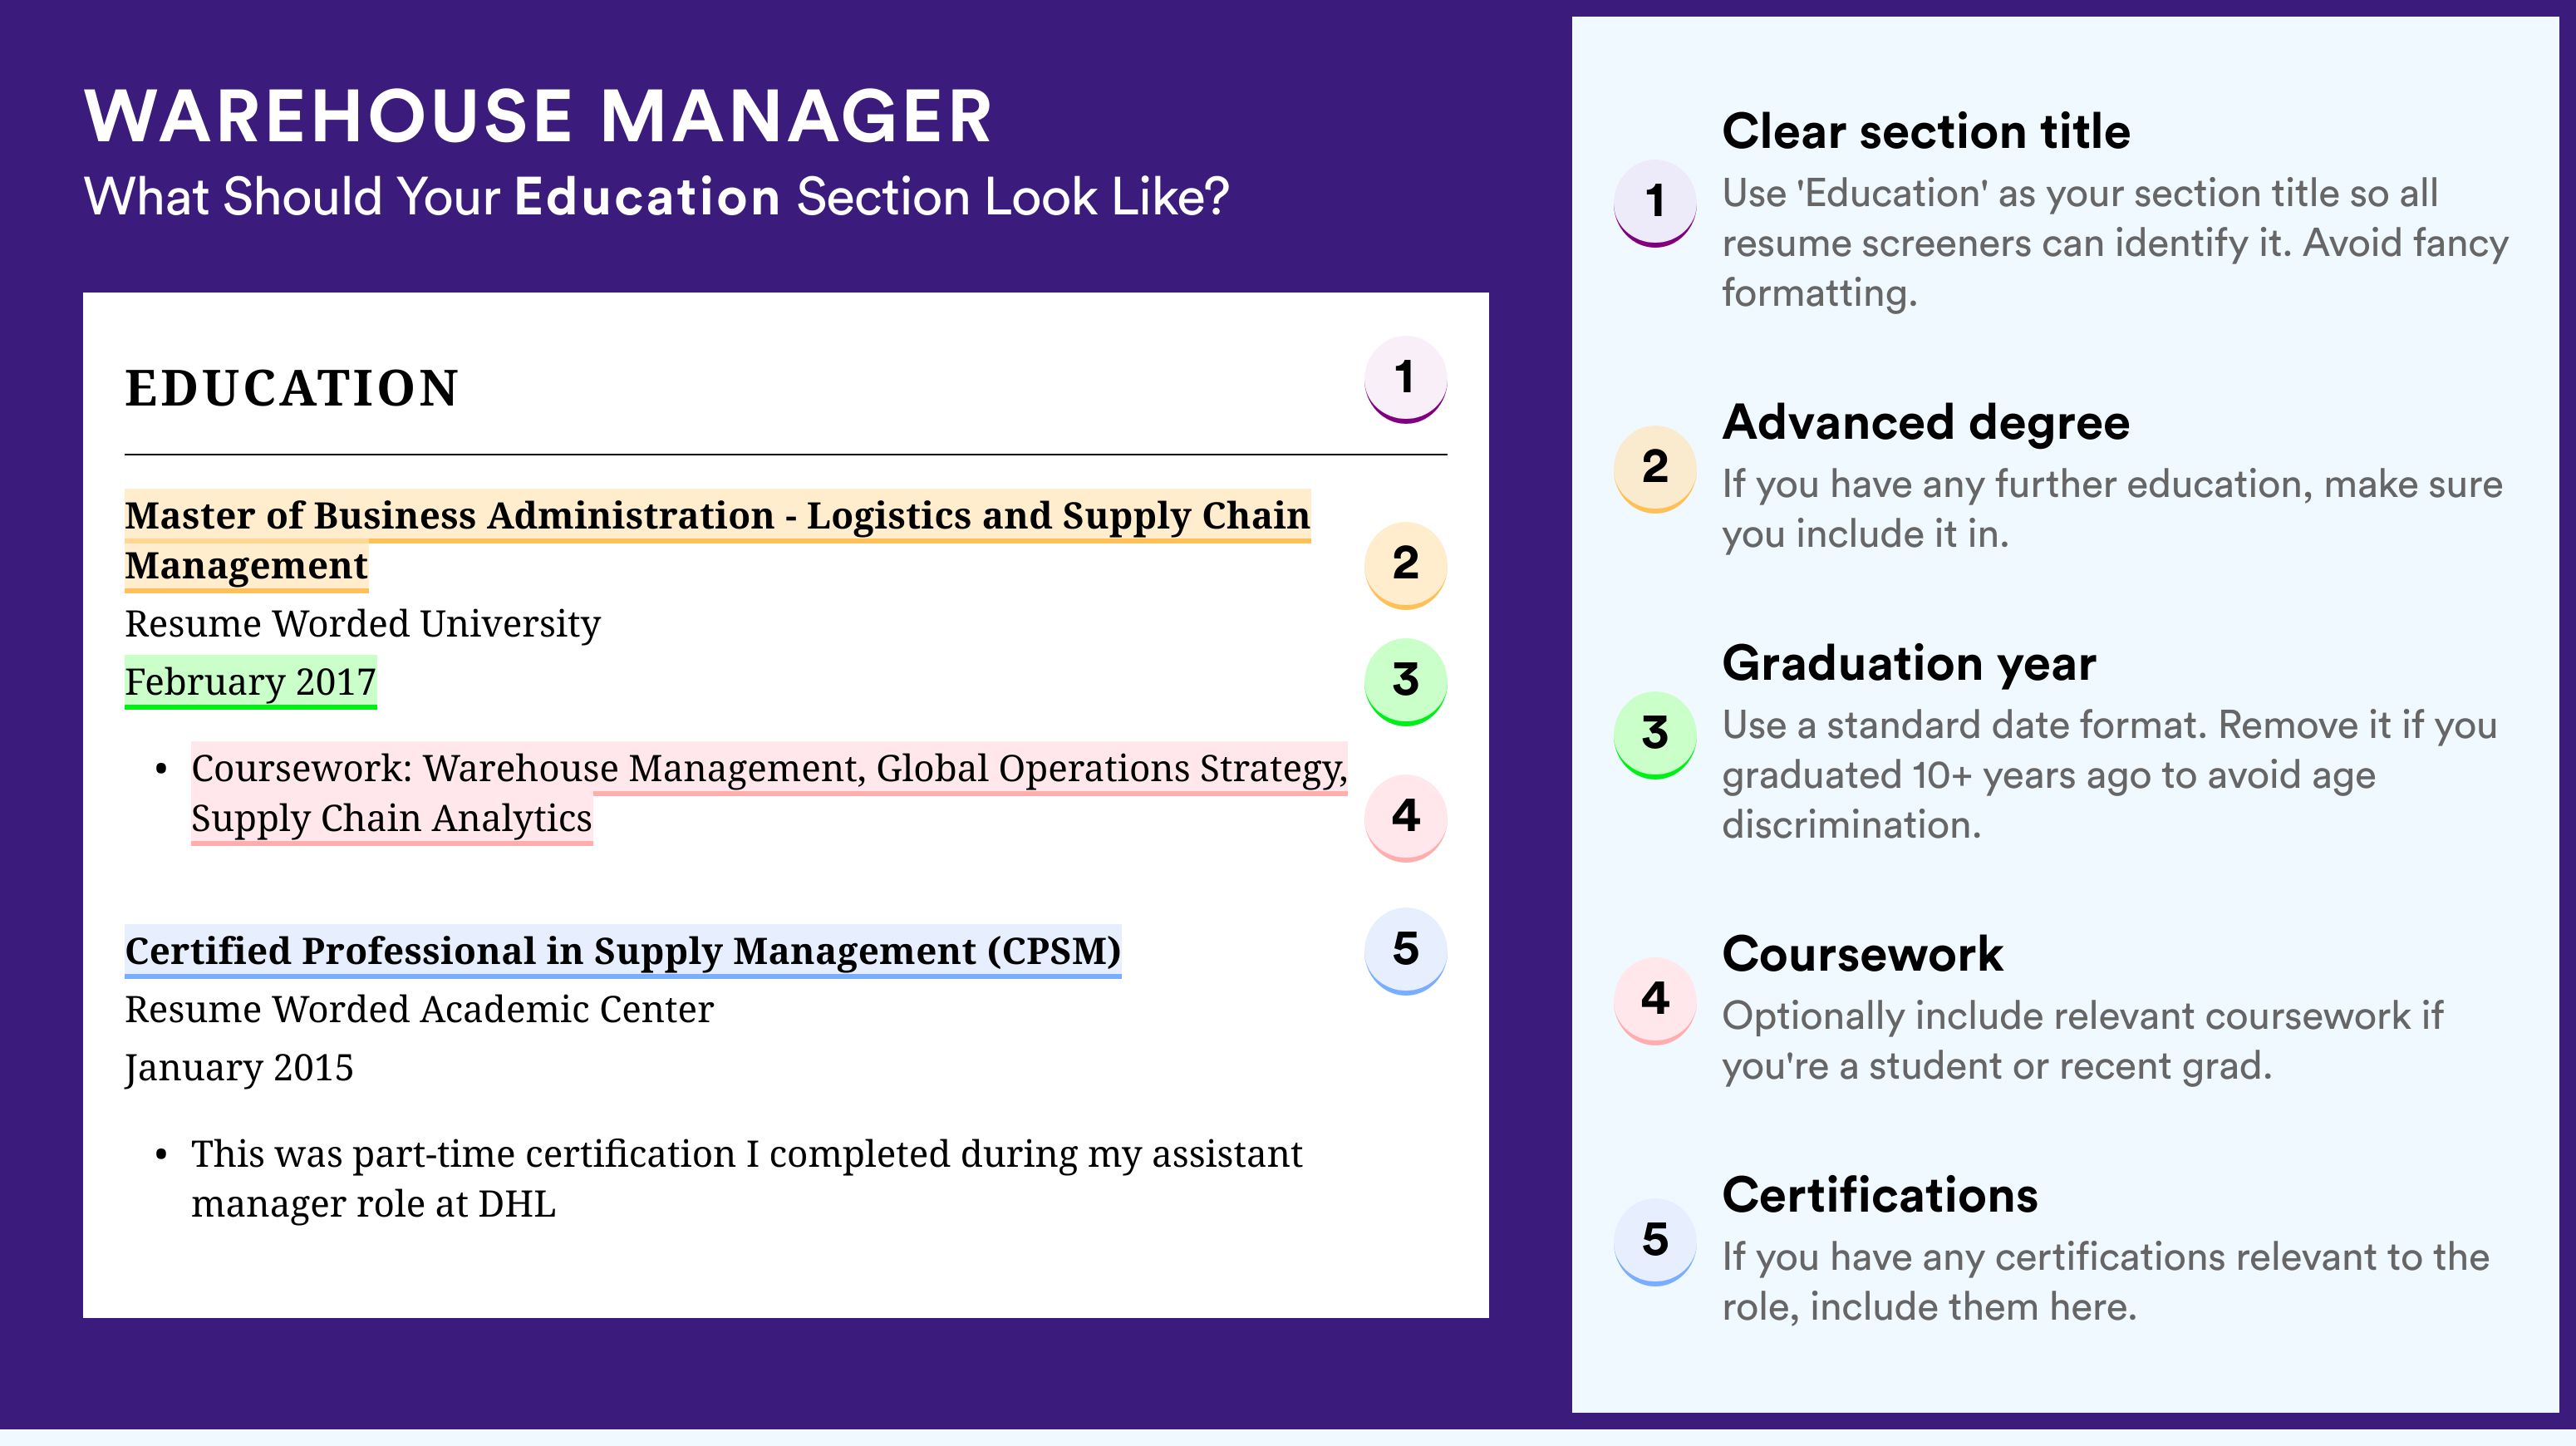 WAREHOUSE MANAGER
What Should Your Education Section Look Like?
EDUCATION
1
Master of Business Administration - Logistics and Supply Chain
Management
2
Resume Worded University
February 2017
3
• Coursework: Warehouse Management, Global Operations Strategy,
Supply Chain Analytics
4
Certified Professional in Supply Management (CPSM)
5
Resume Worded Academic Center
January 2015
• This was part-time certification I completed during my assistant
manager role at DHL
Clear section title
1
Use 'Education' as your section title so all
resume screeners can identify it. Avoid fancy
formatting.
Advanced degree
2
If you have any further education, make sure
you include it in.
Graduation year
3
Use a standard date format. Remove it if you
graduated 10+ years ago to avoid age
discrimination.
Coursework
4
Optionally include relevant coursework if
you're a student or recent grad.
Certifications
5
If you have any certifications relevant to the
role, include them here.